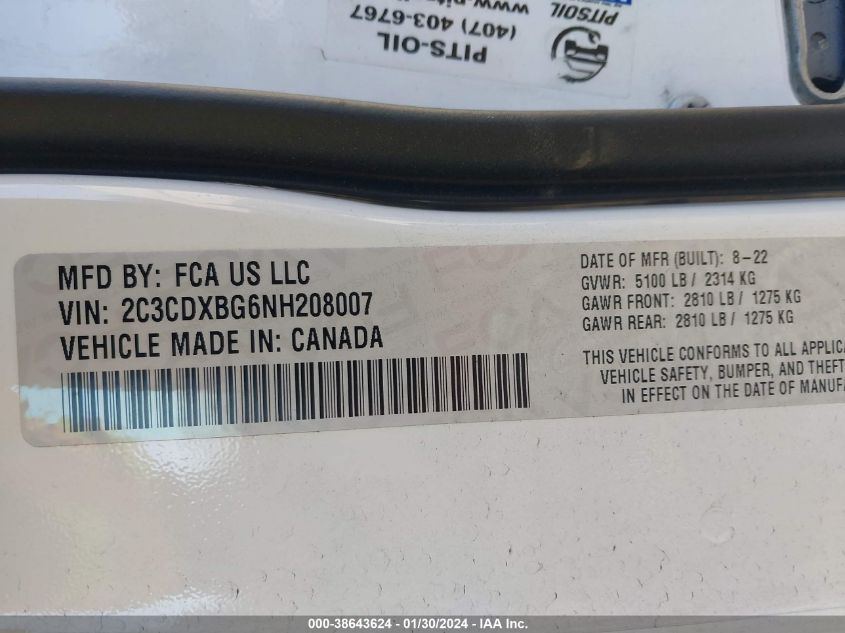 PITSOIL
(407) 403-6767
PITS-OIL
MFD BY: FCA US LLC
VIN: 2C3CDXBG6NH208007
VEHICLE MADE IN: CANADA
DATE OF MFR (BUILT): 8-22
GVWR: 5100 LB / 2314 KG
GAWR FRONT: 2810 LB / 1275 KG
GAWR REAR: 2810 LB / 1275 KG
THIS VEHICLE CONFORMS TO ALL
VEHICLE SAFETY, BUMPER, AND THEFT
IN EFFECT ON THE DATE OF
000-38643624 - 01/30/2024 - IAA Inc.